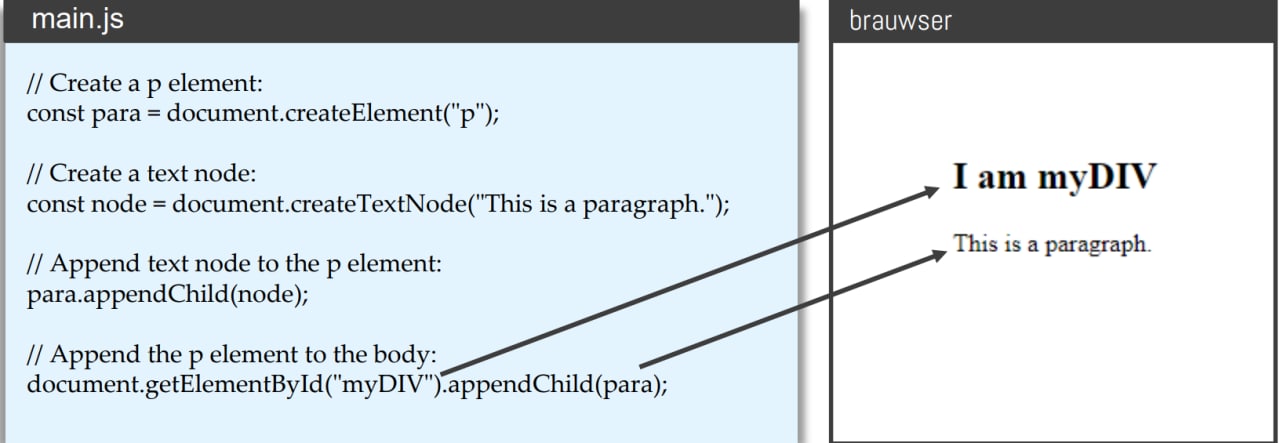 main.js
// Create a p element:
const para = document.createElement("p");
// Create a text node:
const node = document.createTextNode("This is a paragraph.");
// Append text node to the p element:
para.appendChild(node);
// Append the p element to the body:
document.getElementById("myDIV").appendChild(para);
brauwser
I am myDIV
This is a paragraph.